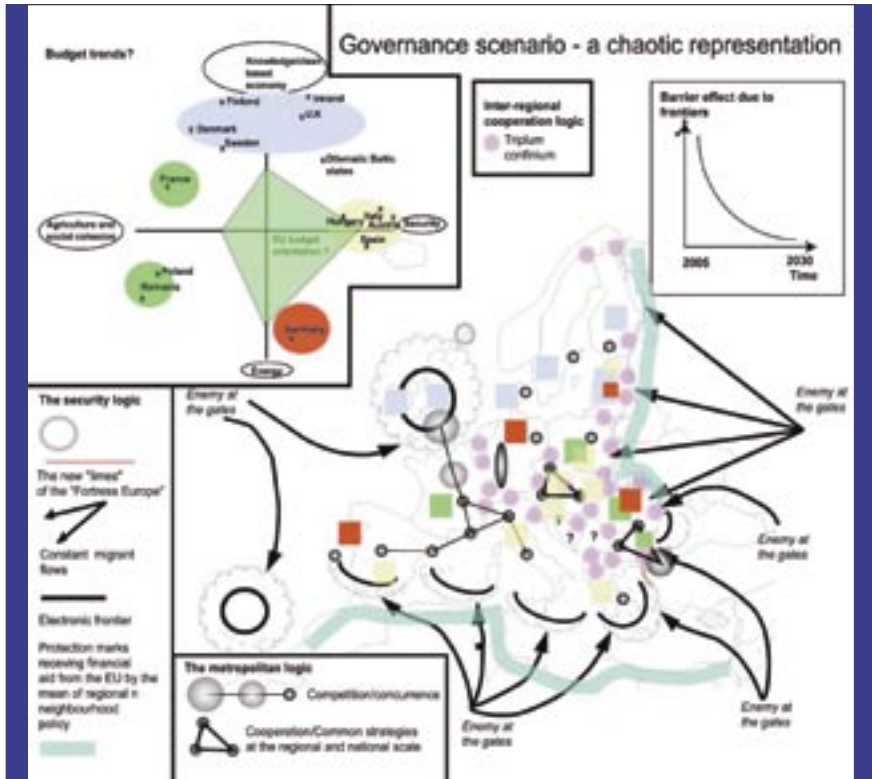 Governance scenario - a chaotic representation
Budget trends?
based
economy
Finland
Ireland
U.K
Denmark
Sweden
Baltic
states
France
Agriculture and
social cohesion
Security
Spain
EU budget
orientation ?
Poland
Romania
Germany
Energy
Inter-regional
cooperation logic
Triplum
confinium
Barrier effect due to
frontiers
2005
2030
Time
The security logic
The new "limes"
of the "Fortress Europe"
Constant migrant
flows
Electronic frontier
Protection marks
receving financial
aid from the EU by the
mean of regional n
neighbourhood
policy
Enemy at
the gates
Enemy at
the gates
Enemy at
the gates
Enemy at
the gates
Enemy at
the gates
?
?
The metropolitan logic
Competition/concurrence
Cooperation/Common strategies
at the regional and national scale